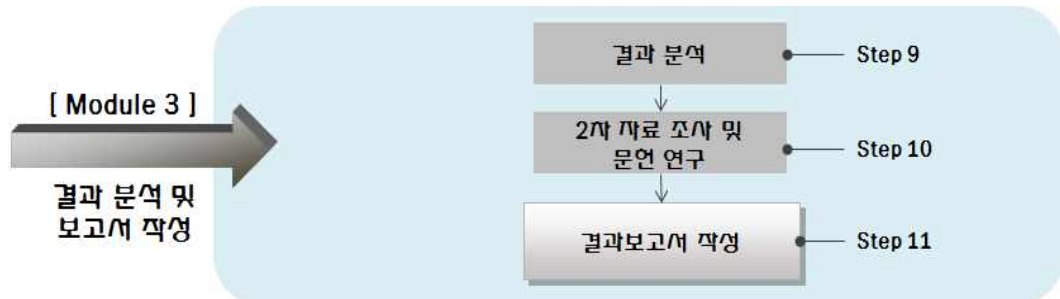 [ Module 3 ]
결과 분석 및
보고서 작성
결과 분석
Step 9
2차 자료 조사 및
문헌 연구
Step 10
결과보고서 작성
Step 11